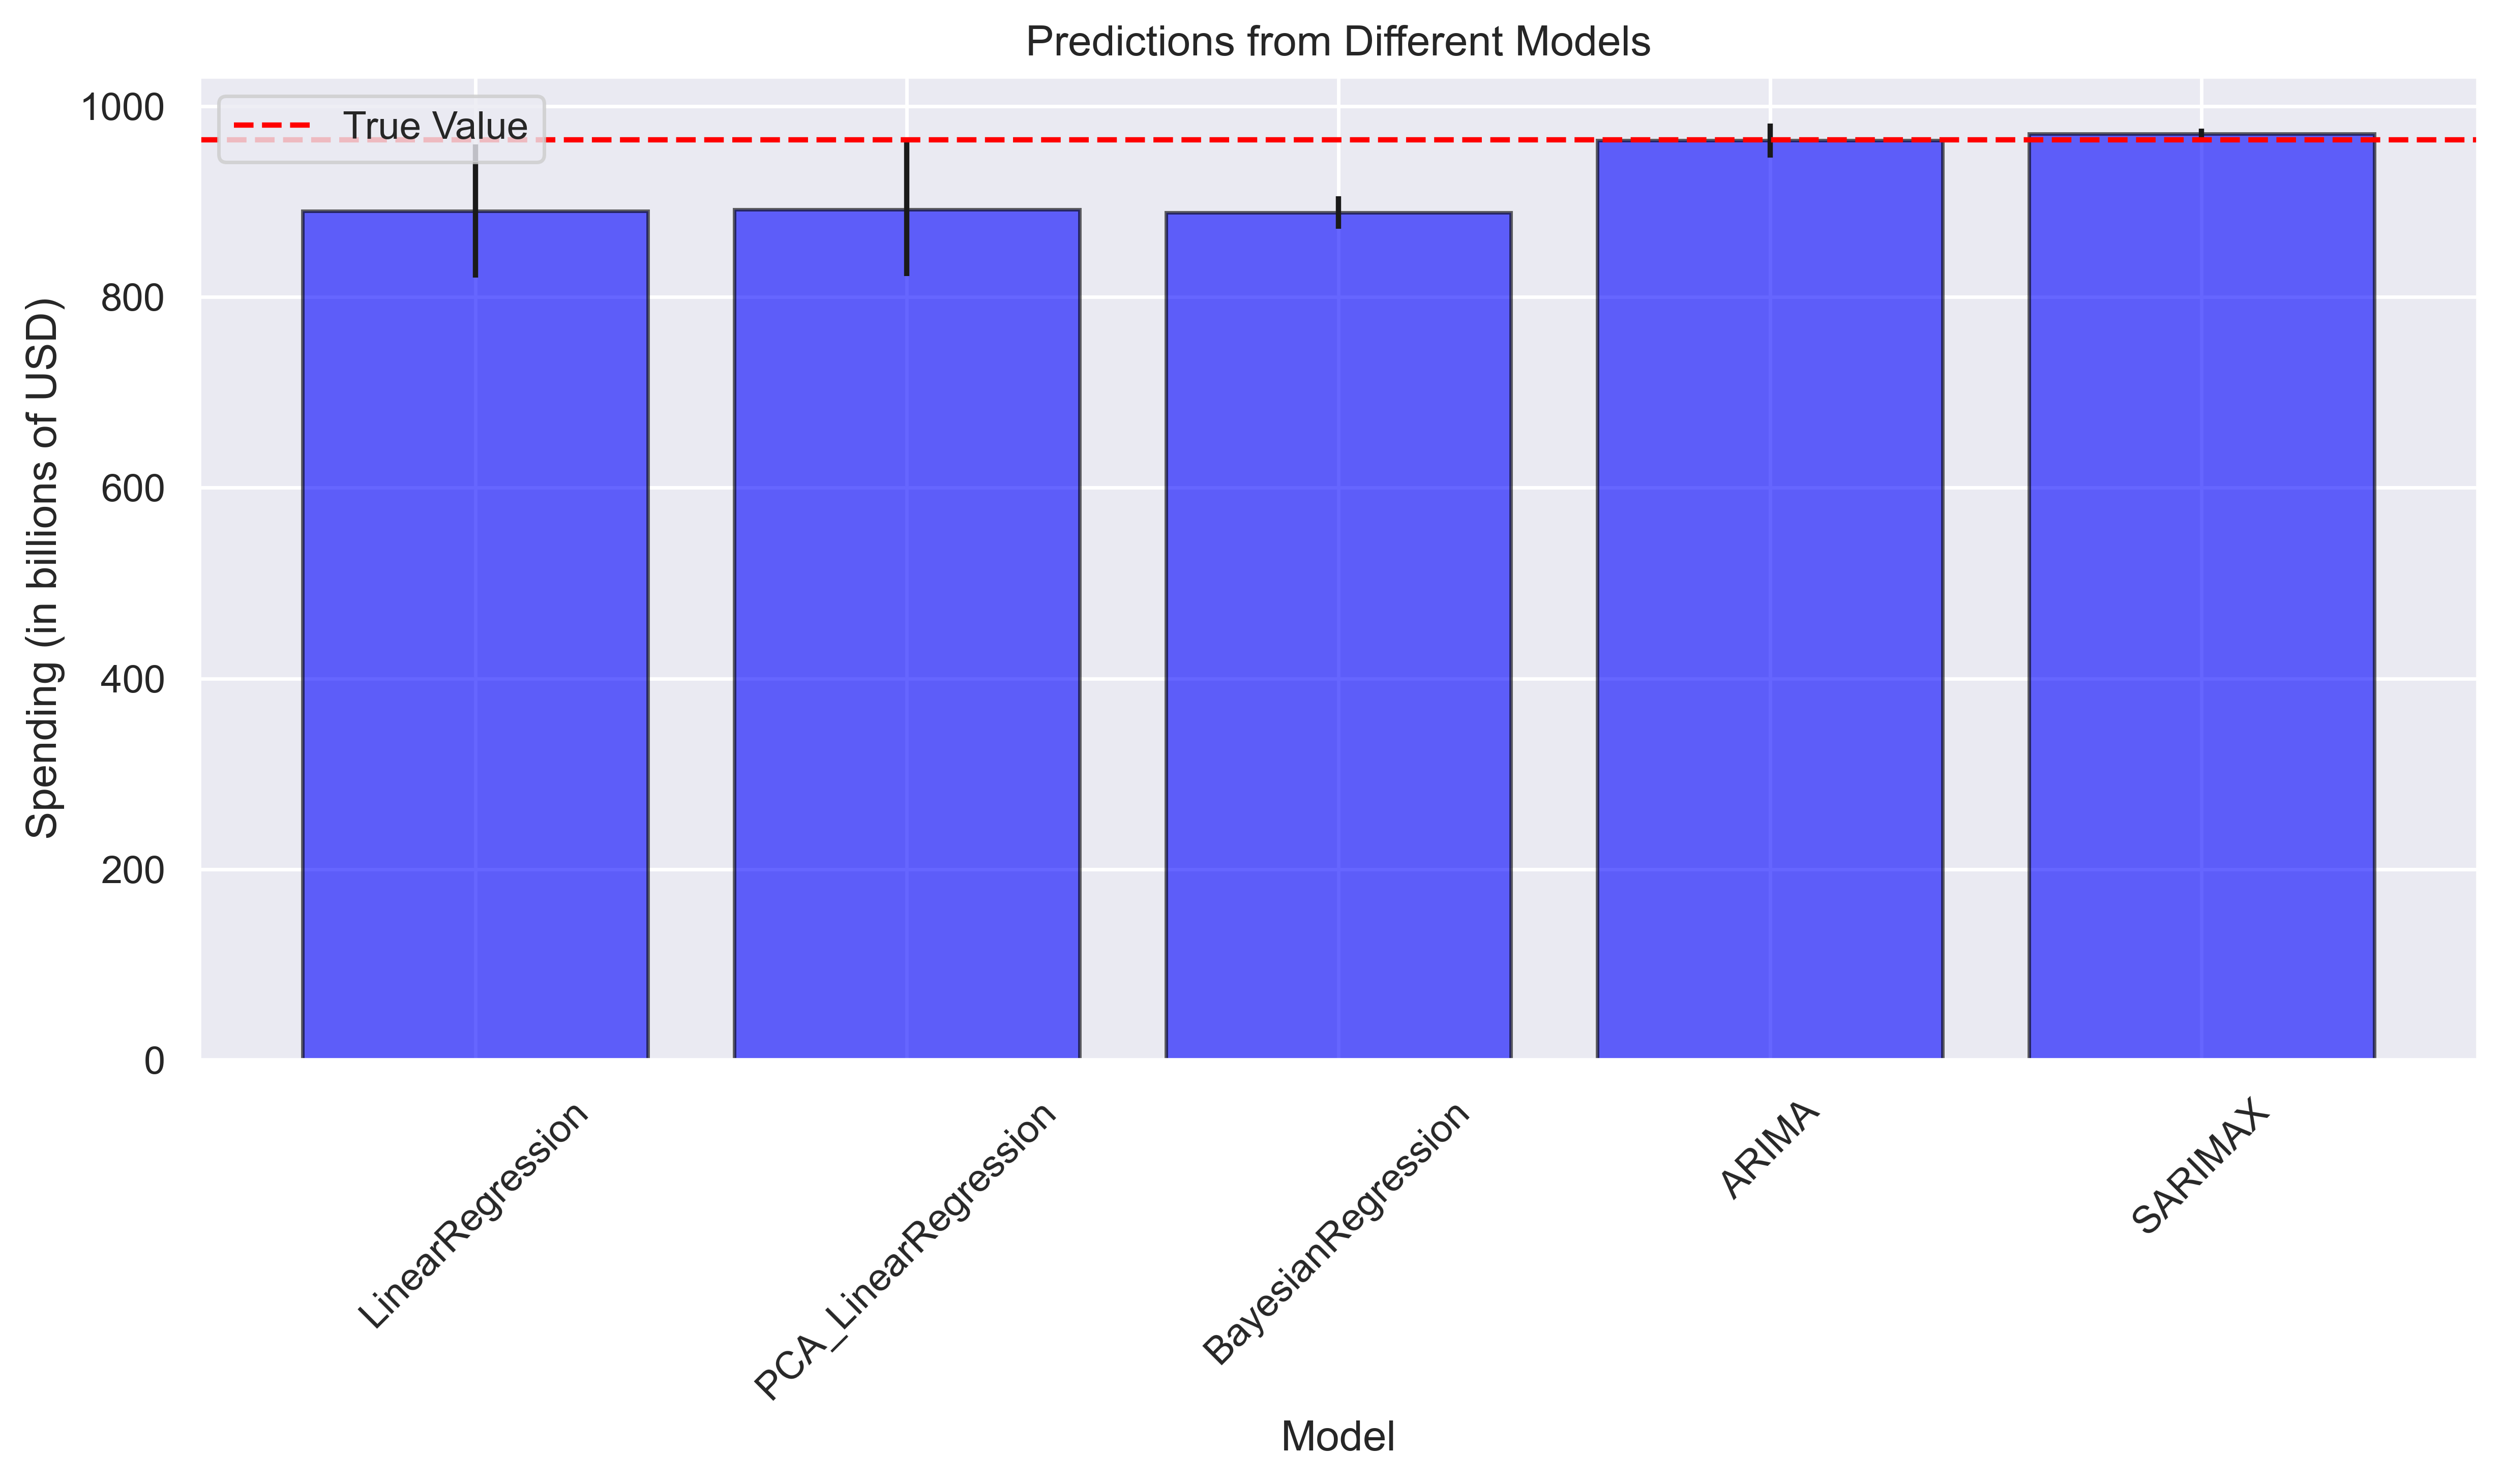 Predictions from Different Models
True Value
Spending (in billions of USD)
1000
800
600
400
200
0
LinearRegression
PCA_LinearRegression
BayesianRegression
ARIMA
SARIMAX
Model